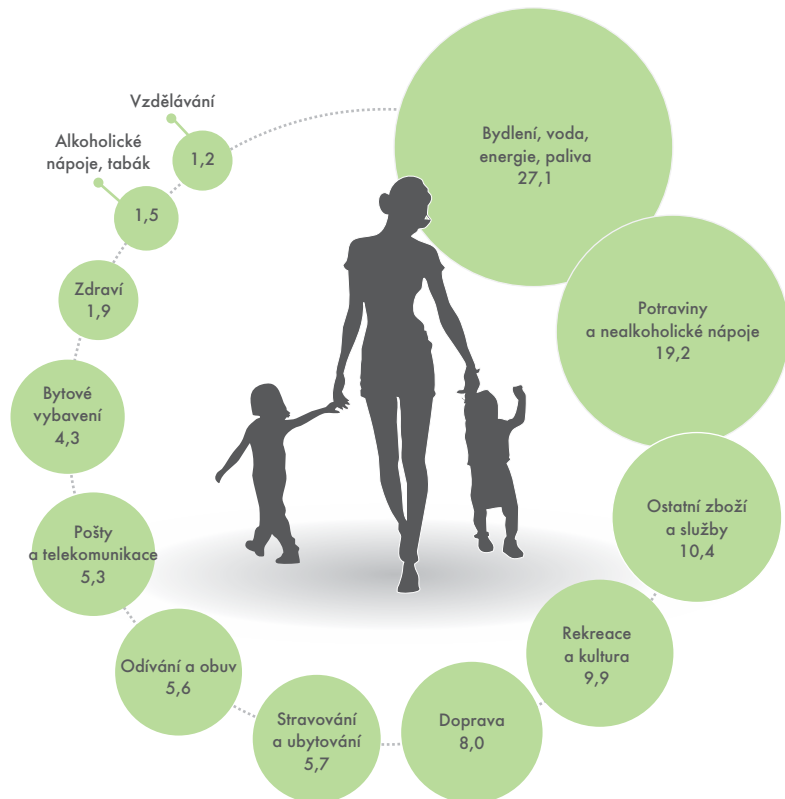 Bydlení, voda,
energie, paliva
27,1
Potraviny
a nealkoholické nápoje
19,2
Ostatní zboží
a služby
10,4
Rekreace
a kultura
9,9
Doprava
8,0
Stravování
a ubytování
5,7
Odívání a obuv
5,6
Pošty
a telekomunikace
5,3
Bytové
vybavení
4,3
Zdraví
1,9
Alkoholické
nápoje, tabák
1,5
Vzdělávání
1,2